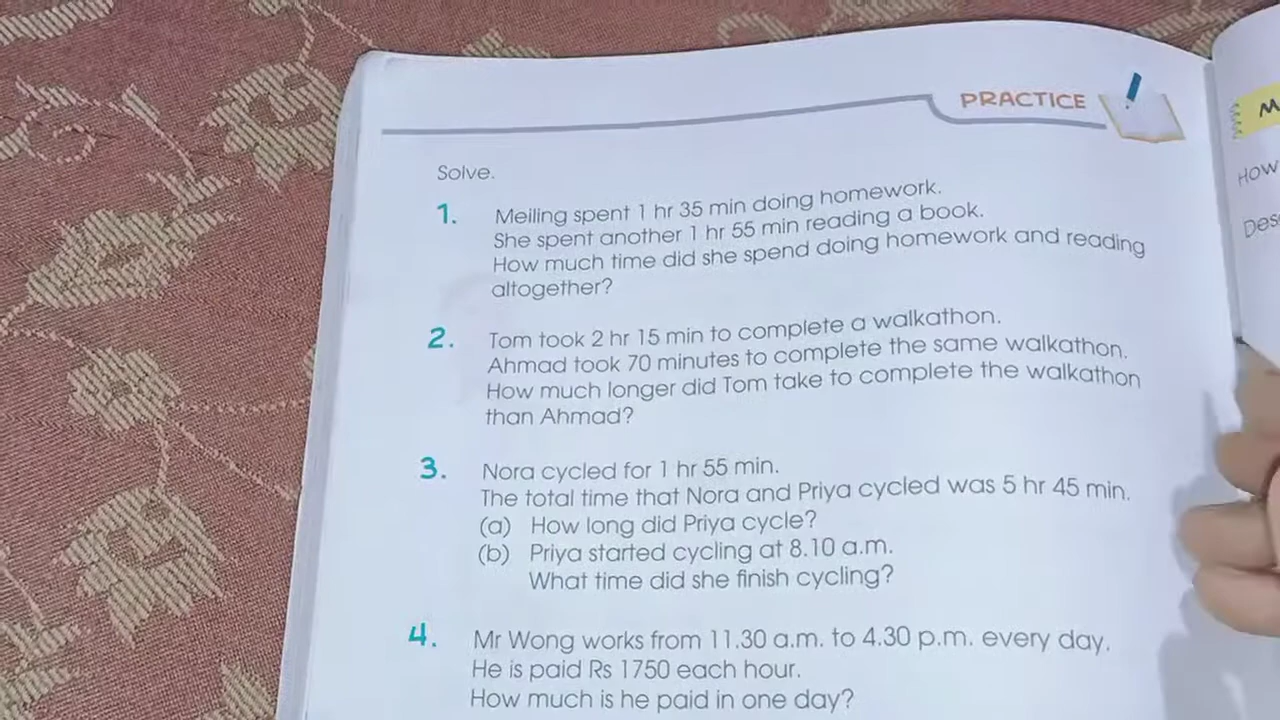 PRACTICE
Solve.
1. Meiling spent 1 hr 35 min doing homework.
She spent another 1 hr 55 min reading a book.
How much time did she spend doing homework and reading
altogether?
2. Tom took 2 hr 15 min to complete a walkathon.
Ahmad took 70 minutes to complete the same walkathon.
How much longer did Tom take to complete the walkathon
than Ahmad?
3. Nora cycled for 1 hr 55 min.
The total time that Nora and Priya cycled was 5 hr 45 min.
(a) How long did Priya cycle?
(b) Priya started cycling at 8.10 a.m.
What time did she finish cycling?
4. Mr Wong works from 11.30 a.m. to 4.30 p.m. every day.
He is paid Rs 1750 each hour.
How much is he paid in one day?
HOW